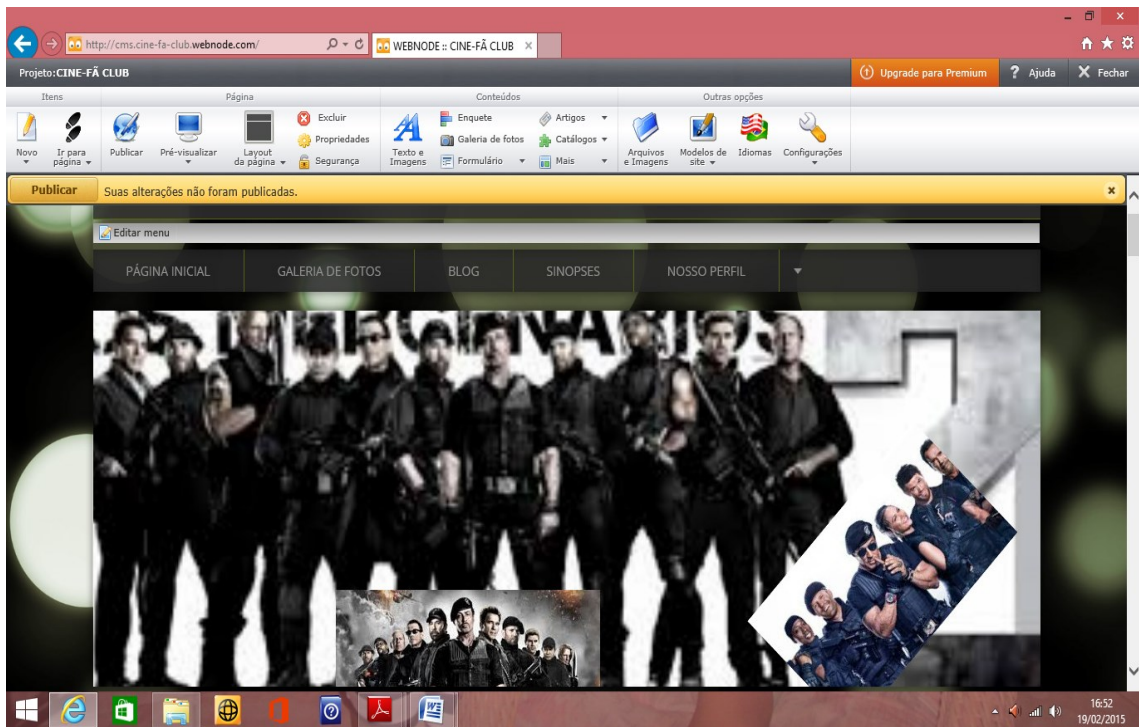 http://cms.cine-fa-club.webnode.com/
WEBNODE :: CINE-FÃ CLUB
Projeto:CINE-FÃ CLUB
Upgrade para Premium
? Ajuda
X Fechar
Itens
Página
Conteúdos
Outras opções
Novo
Ir para página
Publicar
Pré-visualizar
Layout da página
Excluir
Propriedades
Segurança
Texto e Imagens
Enquete
Galeria de fotos
Formulário
Artigos
Catálogos
Mais
Arquivos e Imagens
Modelos de site
Idiomas
Configurações
Publicar
Suas alterações não foram publicadas.
Editar menu
PÁGINA INICIAL
GALERIA DE FOTOS
BLOG
SINOPSES
NOSSO PERFIL
16:52
19/02/2015